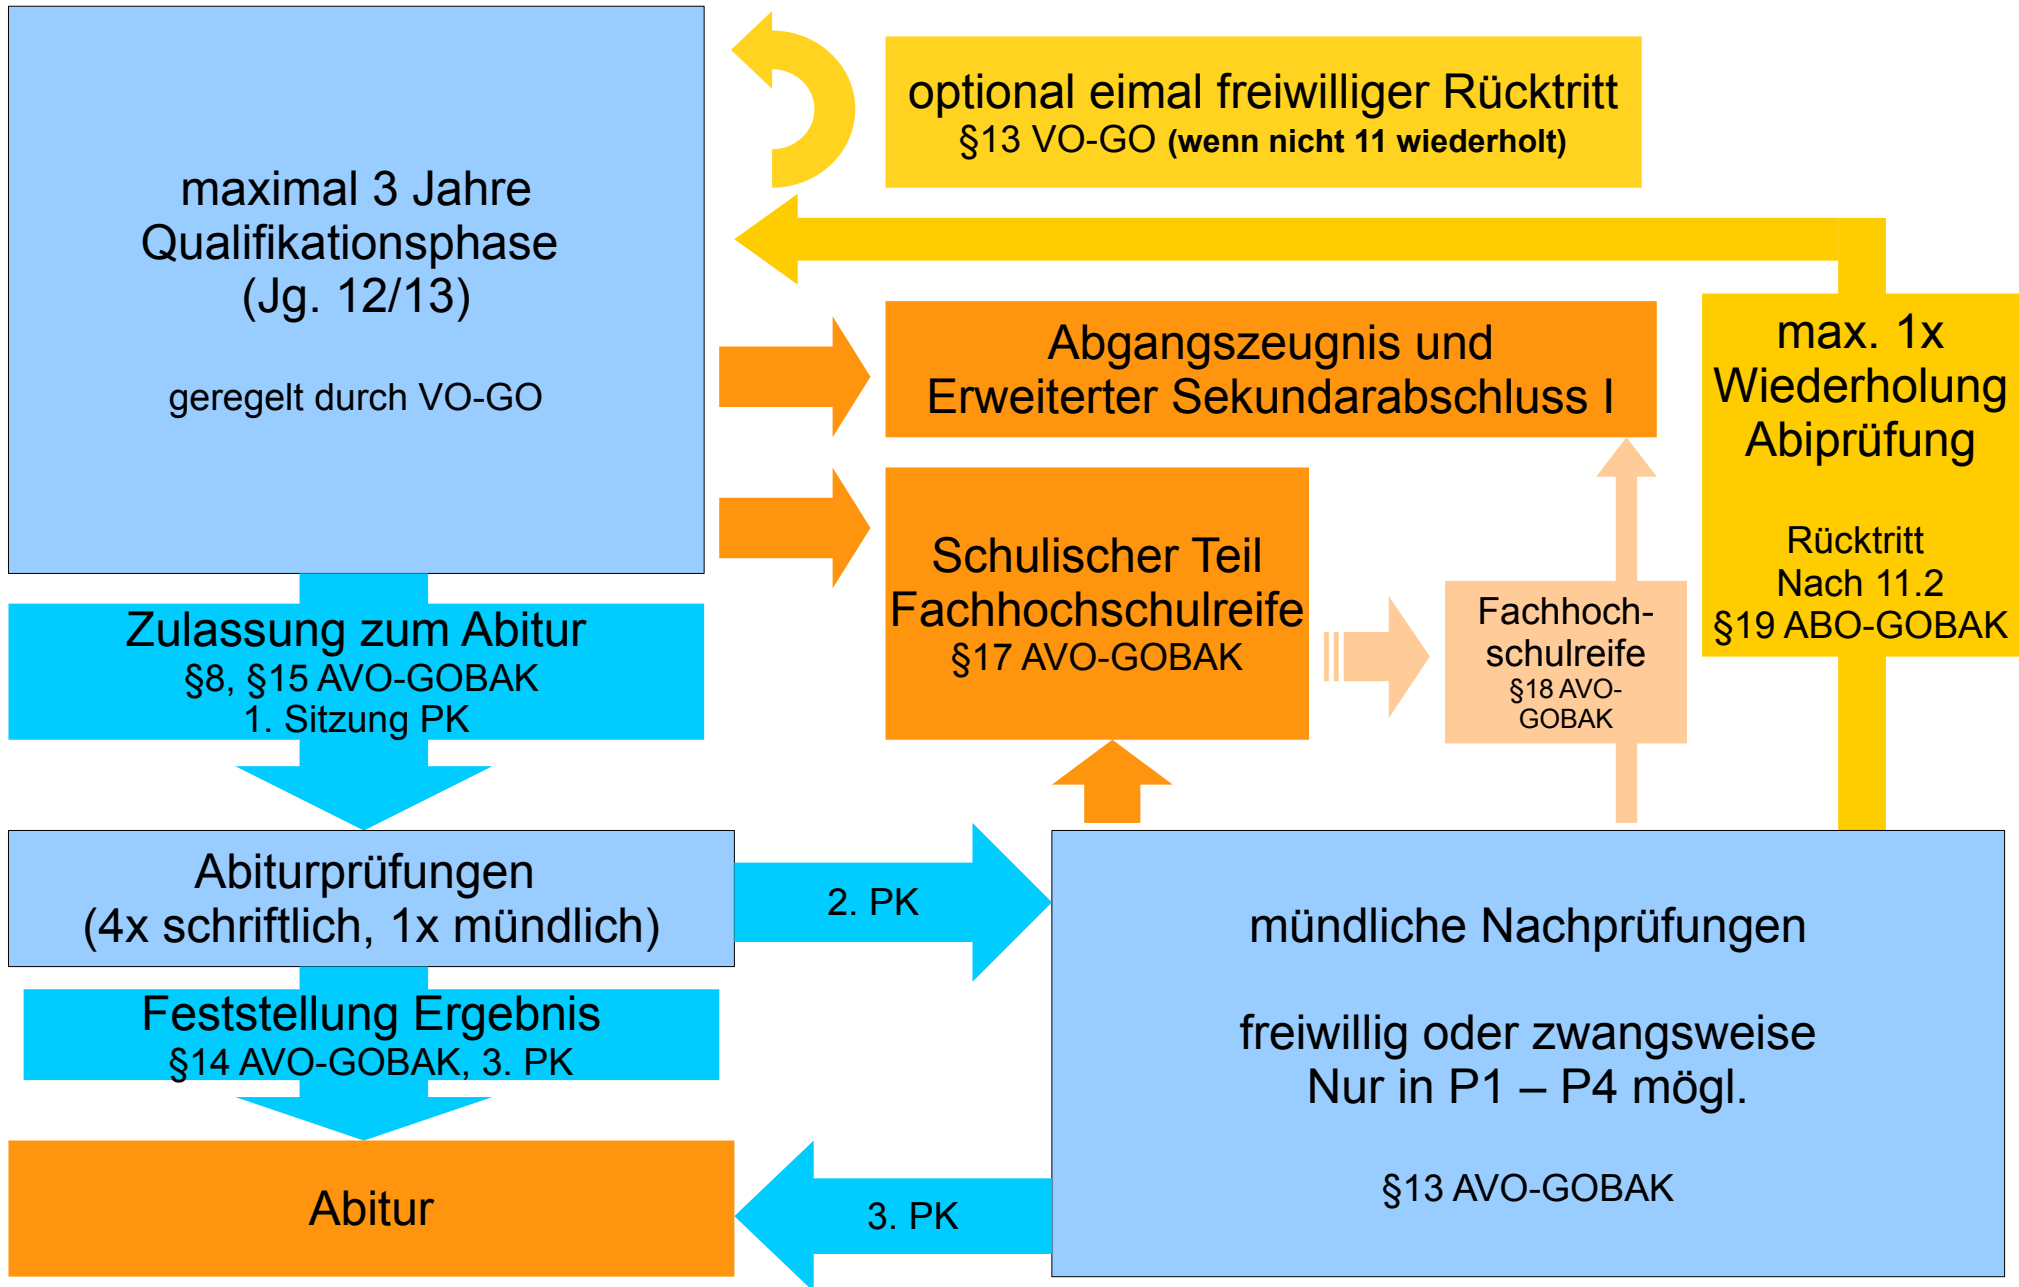 maximal 3 Jahre
Qualifikationsphase
(Jg. 12/13)
geregelt durch VO-GO
optional eimal freiwilliger Rücktritt
§13 VO-GO (wenn nicht 11 wiederholt)
Abgangszeugnis und
Erweiterter Sekundarabschluss I
max. 1x
Wiederholung
Abiprüfung
Rücktritt
Nach 11.2
§19 ABO-GOBAK
Schulischer Teil
Fachhochschulreife
§17 AVO-GOBAK
Fachhoch-
schulreife
§18 AVO-
GOBAK
Zulassung zum Abitur
§8, §15 AVO-GOBAK
1. Sitzung PK
Abiturprüfungen
(4x schriftlich, 1x mündlich)
2. PK
mündliche Nachprüfungen
freiwillig oder zwangsweise
Nur in P1 – P4 mögl.
§13 AVO-GOBAK
Feststellung Ergebnis
§14 AVO-GOBAK, 3. PK
Abitur
3. PK